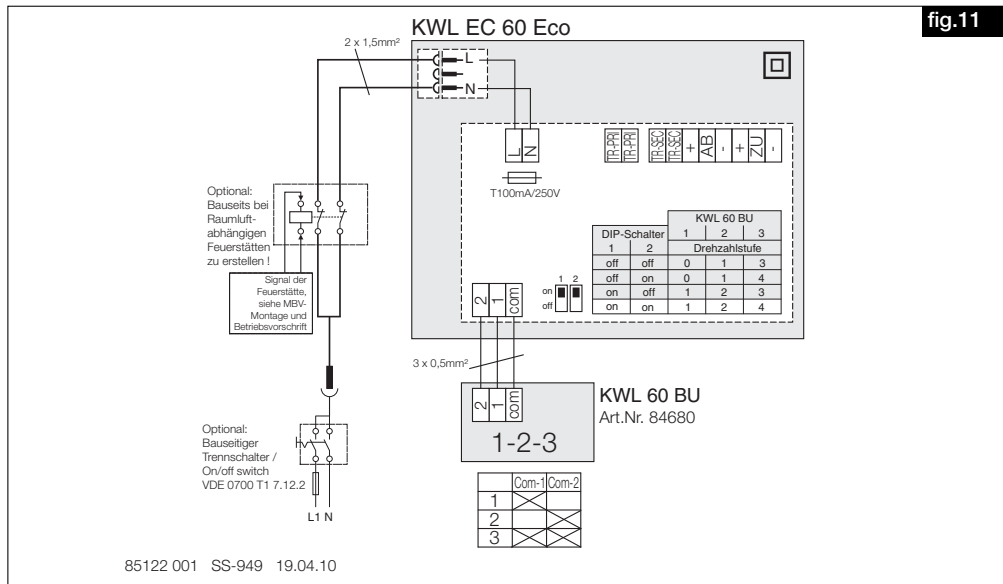 fig.11
KWL EC 60 Eco
2 x 1,5mm²
L
N
L
N
T100mA/250V
TR-PRI
TR-PRI
TR-SEC
TR-SEC
+
AB
-
+
ZU
-
Optional:
Bauseits bei
Raumluft-
abhängigen
Feuerstätten
zu erstellen !
Signal der
Feuerstätte,
siehe MBV-
Montage und
Betriebsvorschrift
KWL 60 BU
DIP-Schalter 1 2 3
1 2 Drehzahlstufe
off off 0 1 3
off on 0 1 4
on off 1 2 3
on on 1 2 4
1 2
on
off
2 1 com
3 x 0,5mm²
2 1 com
1-2-3
KWL 60 BU
Art.Nr. 84680
Optional:
Bauseitiger
Trennschalter /
On/off switch
VDE 0700 T1 7.12.2
L1 N
Com-1 Com-2
1
2
3
85122 001 SS-949 19.04.10